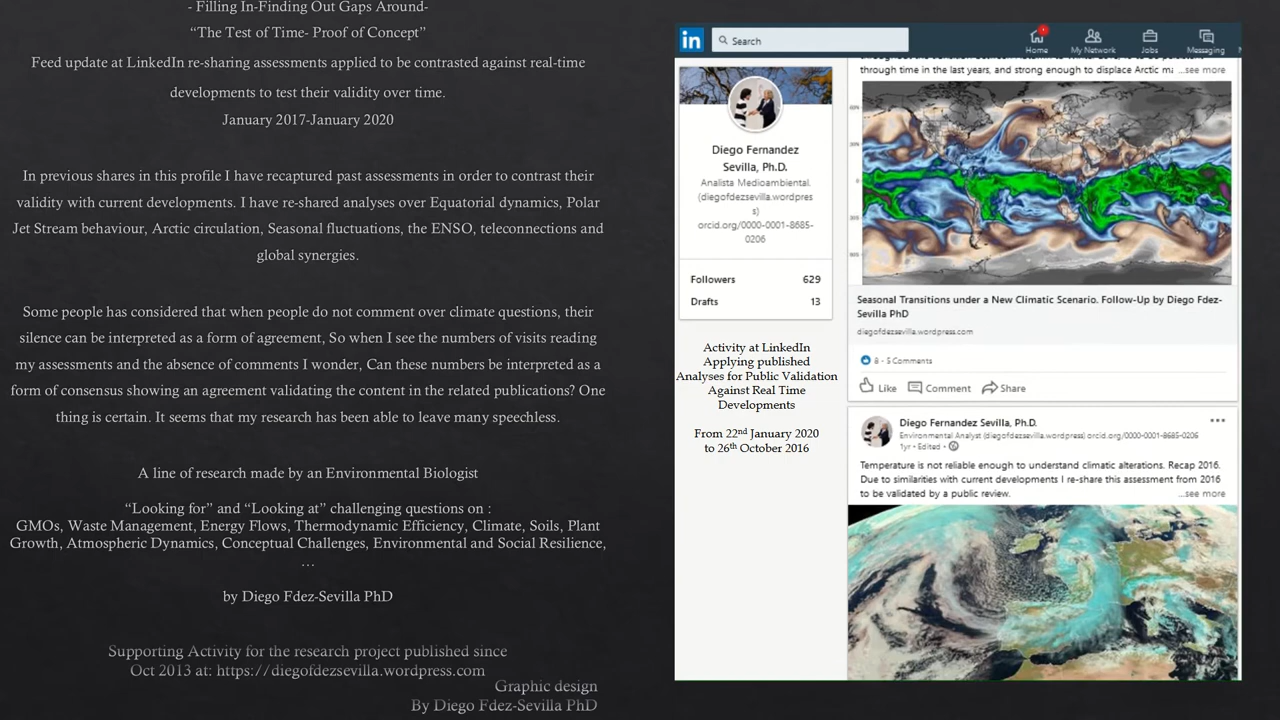 - Filling In-Finding Out Gaps Around-
“The Test of Time- Proof of Concept”
Feed update at LinkedIn re-sharing assessments applied to be contrasted against real-time
developments to test their validity over time.
January 2017-January 2020
In previous shares in this profile I have recaptured past assessments in order to contrast their
validity with current developments. I have re-shared analyses over Equatorial dynamics, Polar
Jet Stream behaviour, Arctic circulation, Seasonal fluctuations, the ENSO, teleconnections and
global synergies.
Some people has considered that when people do not comment over climate questions, their
silence can be interpreted as a form of agreement, So when I see the numbers of visits reading
my assessments and the absence of comments I wonder, Can these numbers be interpreted as a
form of consensus showing an agreement validating the content in the related publications? One
thing is certain. It seems that my research has been able to leave many speechless.
A line of research made by an Environmental Biologist
“Looking for” and “Looking at” challenging questions on :
GMOs, Waste Management, Energy Flows, Thermodynamic Efficiency, Climate, Soils, Plant
Growth, Atmospheric Dynamics, Conceptual Challenges, Environmental and Social Resilience,
…
by Diego Fdez-Sevilla PhD
Supporting Activity for the research project published since
Oct 2013 at: https://diegofdezsevilla.wordpress.com
Graphic design
By Diego Fdez-Sevilla PhD
in
Search
Home
My Network
Jobs
Messaging
Diego Fernandez
Sevilla, Ph.D.
Analista Medioambiental.
(diegofdezsevilla.wordpres
s)
orcid.org/0000-0001-8685-
0206
Followers 629
Drafts 13
Activity at LinkedIn
Applying published
Analyses for Public Validation
Against Real Time
Developments
From 22nd January 2020
to 26th October 2016
through time in the last years, and strong enough to displace Arctic ...see more
Seasonal Transitions under a New Climatic Scenario. Follow-Up by Diego Fdez-
Sevilla PhD
diegofdezsevilla.wordpress.com
8 · 5 Comments
Like Comment Share
Diego Fernandez Sevilla, Ph.D.
Environmental Analyst (diegofdezsevilla.wordpress) orcid.org/0000-0001-8685-0206
1yr • Edited •
Temperature is not reliable enough to understand climatic alterations. Recap 2016.
Due to similarities with current developments I re-share this assessment from 2016
to be validated by a public review. ...see more